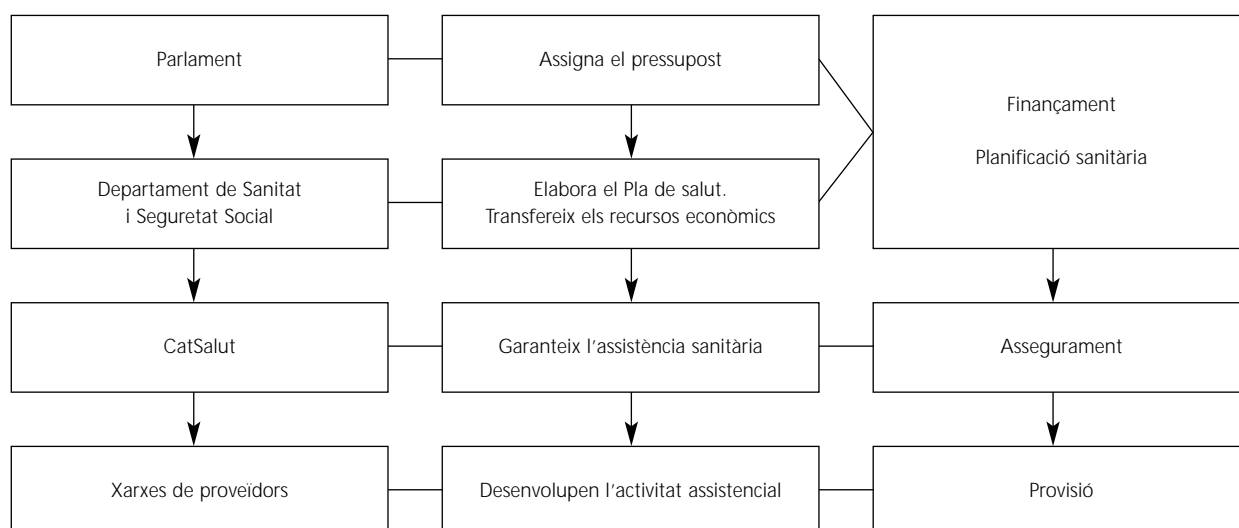 Parlament
Assigna el pressupost
Finançament
Planificació sanitària
Departament de Sanitat
i Seguretat Social
Elabora el Pla de salut.
Transfereix els recursos econòmics
CatSalut
Garanteix l'assistència sanitària
Assegurament
Xarxes de proveïdors
Desenvolupen l'activitat assistencial
Provisió